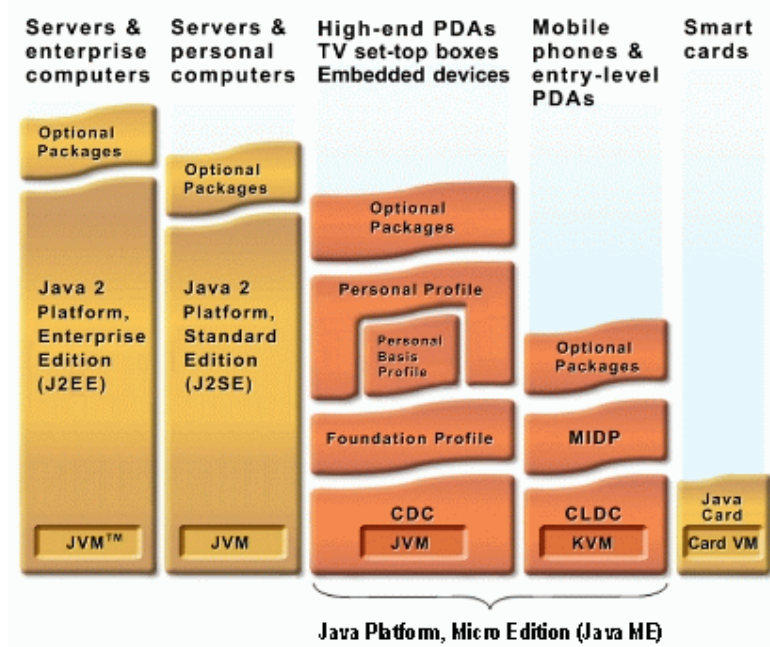 Servers &
enterprise
computers
Servers &
personal
computers
High-end PDAs
TV set-top boxes
Embedded devices
Mobile
phones &
entry-level
PDAs
Smart
cards
Optional
Packages
Java 2
Platform,
Enterprise
Edition
(J2EE)
JVM™
Optional
Packages
Java 2
Platform,
Standard
Edition
(J2SE)
JVM
Optional
Packages
Personal Profile
Personal
Basis
Profile
Foundation Profile
CDC
JVM
Optional
Packages
MIDP
CLDC
KVM
Java
Card
Card VM
Java Platform, Micro Edition (Java ME)